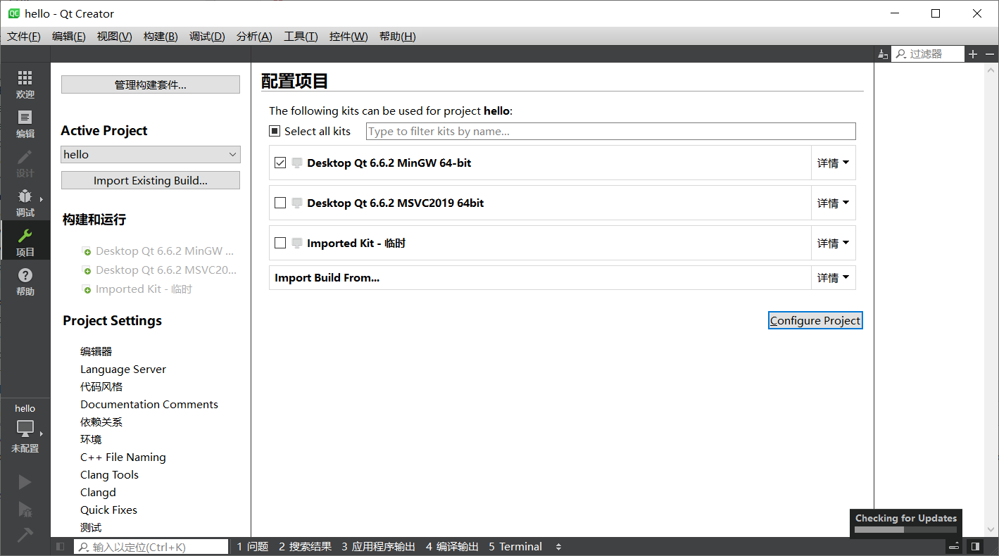 hello - Qt Creator
文件(F) 编辑(E) 视图(V) 构建(B) 调试(D) 分析(A) 工具(T) 控件(W) 帮助(H)
过滤器
欢迎
编辑
设计
调试
项目
帮助
hello
未配置
管理构建套件...
Active Project
hello
Import Existing Build...
构建和运行
Desktop Qt 6.6.2 MinGW ...
Desktop Qt 6.6.2 MSVC20...
Imported Kit - 临时
Project Settings
编辑器
Language Server
代码风格
Documentation Comments
依赖关系
环境
C++ File Naming
Clang Tools
Clangd
Quick Fixes
测试
配置项目
The following kits can be used for project hello:
Select all kits
Type to filter kits by name...
Desktop Qt 6.6.2 MinGW 64-bit 详情
Desktop Qt 6.6.2 MSVC2019 64bit 详情
Imported Kit - 临时 详情
Import Build From... 详情
Configure Project
Checking for Updates
输入以定位(Ctrl+K) 1 问题 2 搜索结果 3 应用程序输出 4 编译输出 5 Terminal